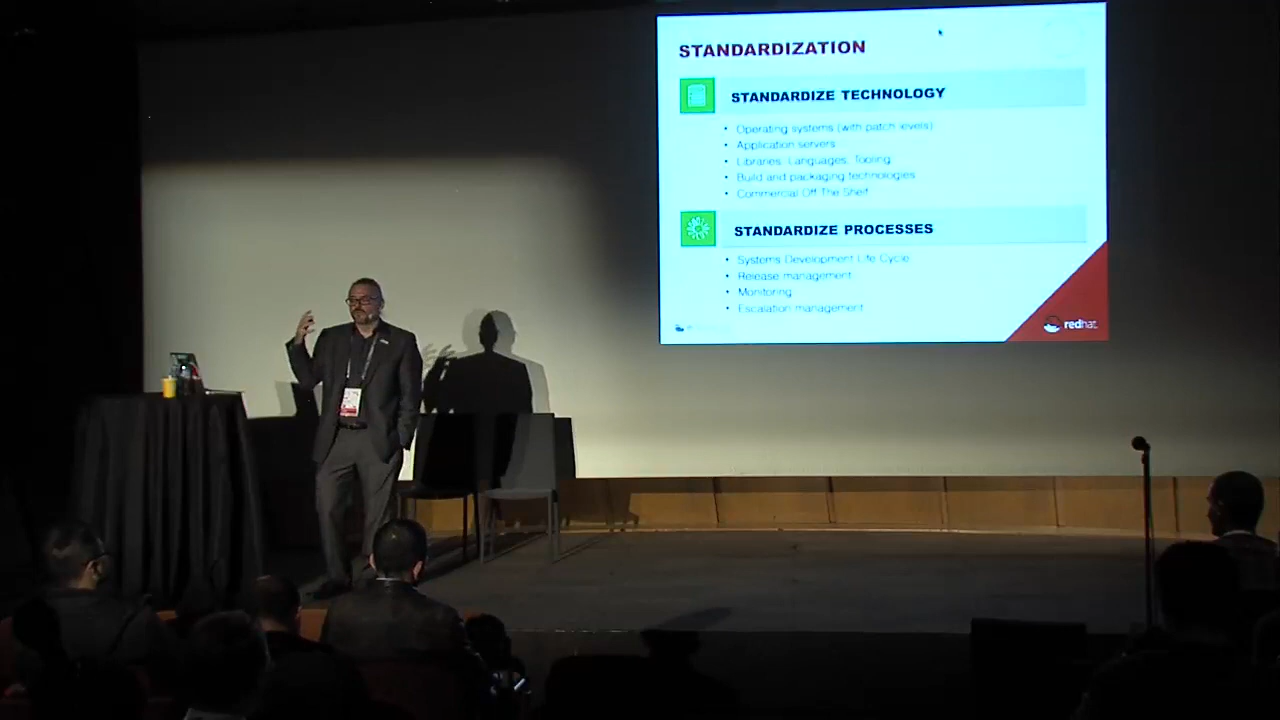 STANDARDIZATION
STANDARDIZE TECHNOLOGY
• Operating systems (with patch levels)
• Application servers
• Libraries, Languages, Tooling
• Build and packaging technologies
• Commercial Off The Shelf
STANDARDIZE PROCESSES
• Systems Development Life Cycle
• Release management
• Monitoring
• Escalation management
redhat.